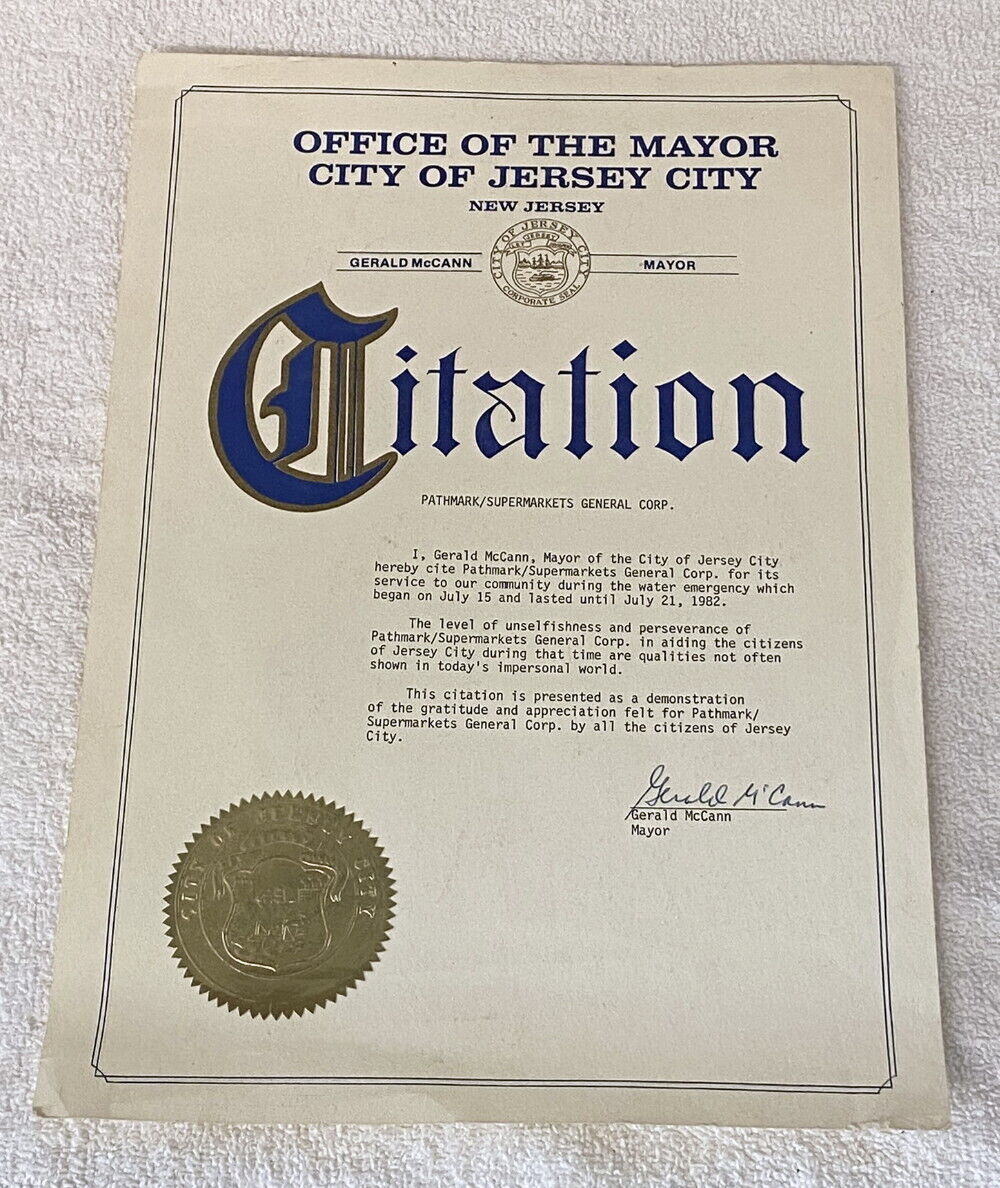 OFFICE OF THE MAYOR
CITY OF JERSEY CITY
NEW JERSEY
CITY OF JERSEY CITY
CORPORATE SEAL
GERALD McCANN
MAYOR
Citation
PATHMARK/SUPERMARKETS GENERAL CORP.
I, Gerald McCann, Mayor of the City of Jersey City
hereby cite Pathmark/Supermarkets General Corp. for its
service to our community during the water emergency which
began on July 15 and lasted until July 21, 1982.
The level of unselfishness and perseverance of
Pathmark/Supermarkets General Corp. in aiding the citizens
of Jersey City during that time are qualities not often
shown in today's impersonal world.
This citation is presented as a demonstration
of the gratitude and appreciation felt for Pathmark/
Supermarkets General Corp. by all the citizens of Jersey
City.
Gerald McCann
Gerald McCann
Mayor
CITY OF JERSEY CITY